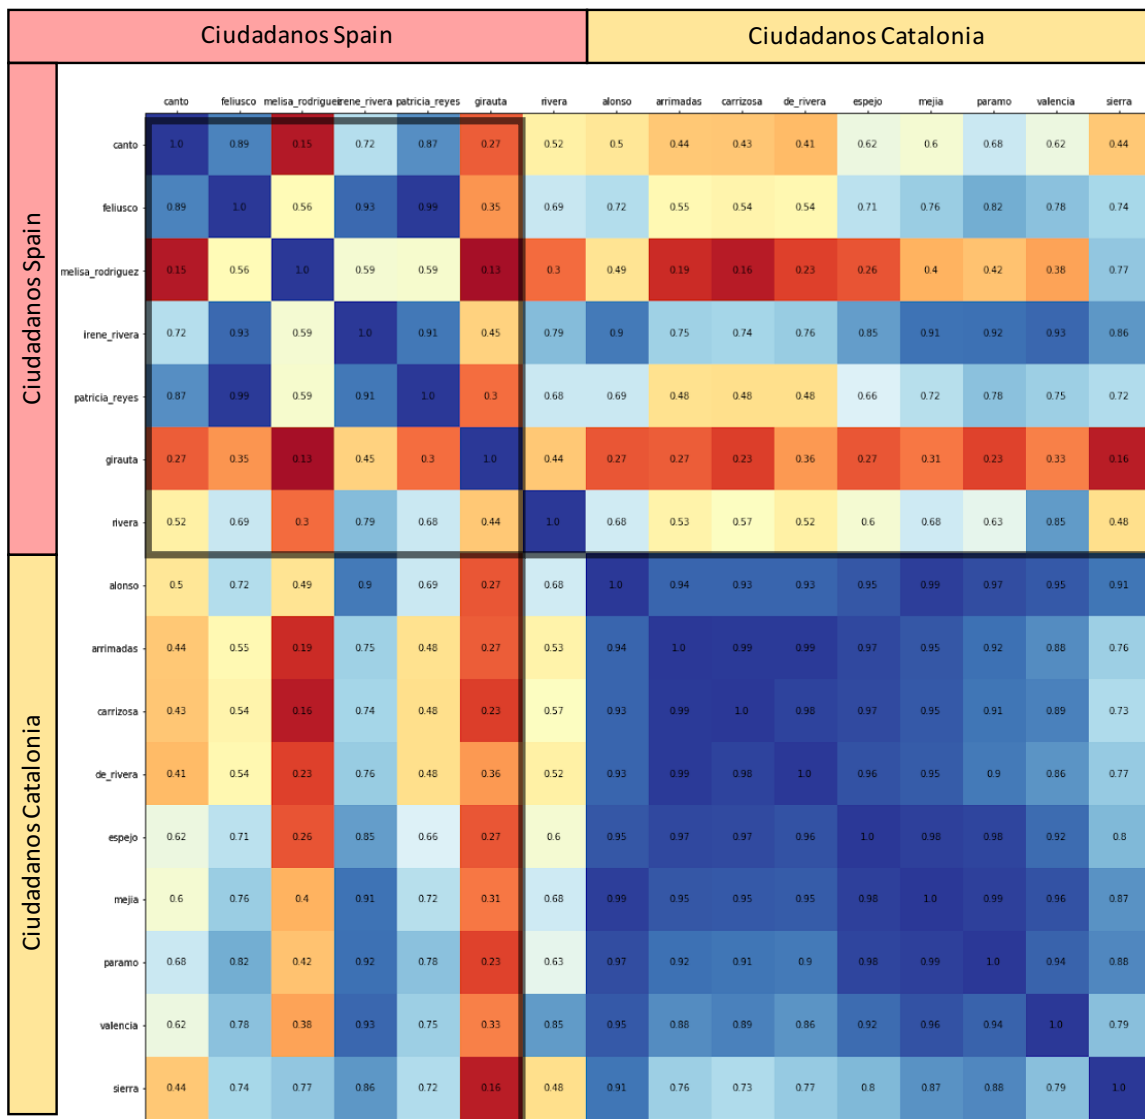 Ciudadanos Spain Ciudadanos Catalonia
canto feliusco melisa_rodriguez irene_rivera patricia_reyes girauta rivera alonso arrimadas carrizosa de_rivera espejo mejia paramo valencia sierra
Ciudadanos Spain
canto 1.0 0.89 0.15 0.72 0.87 0.27 0.52 0.5 0.44 0.43 0.41 0.62 0.6 0.68 0.62 0.44
feliusco 0.89 1.0 0.56 0.93 0.99 0.35 0.69 0.72 0.55 0.54 0.54 0.71 0.76 0.82 0.78 0.74
melisa_rodriguez 0.15 0.56 1.0 0.59 0.59 0.13 0.3 0.49 0.19 0.16 0.23 0.26 0.4 0.42 0.38 0.77
irene_rivera 0.72 0.93 0.59 1.0 0.91 0.45 0.79 0.9 0.75 0.74 0.76 0.85 0.91 0.92 0.93 0.86
patricia_reyes 0.87 0.99 0.59 0.91 1.0 0.3 0.68 0.69 0.48 0.48 0.48 0.66 0.72 0.78 0.75 0.72
girauta 0.27 0.35 0.13 0.45 0.3 1.0 0.44 0.27 0.27 0.23 0.36 0.27 0.31 0.23 0.33 0.16
rivera 0.52 0.69 0.3 0.79 0.68 0.44 1.0 0.68 0.53 0.57 0.52 0.6 0.68 0.63 0.85 0.48
Ciudadanos Catalonia
alonso 0.5 0.72 0.49 0.9 0.69 0.27 0.68 1.0 0.94 0.93 0.93 0.95 0.99 0.97 0.95 0.91
arrimadas 0.44 0.55 0.19 0.75 0.48 0.27 0.53 0.94 1.0 0.99 0.99 0.97 0.95 0.92 0.88 0.76
carrizosa 0.43 0.54 0.16 0.74 0.48 0.23 0.57 0.93 0.99 1.0 0.98 0.97 0.95 0.91 0.89 0.73
de_rivera 0.41 0.54 0.23 0.76 0.48 0.36 0.52 0.93 0.99 0.98 1.0 0.96 0.95 0.9 0.86 0.77
espejo 0.62 0.71 0.26 0.85 0.66 0.27 0.6 0.95 0.97 0.97 0.96 1.0 0.98 0.98 0.92 0.8
mejia 0.6 0.76 0.4 0.91 0.72 0.31 0.68 0.99 0.95 0.95 0.95 0.98 1.0 0.99 0.96 0.87
paramo 0.68 0.82 0.42 0.92 0.78 0.23 0.63 0.97 0.92 0.91 0.9 0.98 0.99 1.0 0.94 0.88
valencia 0.62 0.78 0.38 0.93 0.75 0.33 0.85 0.95 0.88 0.89 0.86 0.92 0.96 0.94 1.0 0.79
sierra 0.44 0.74 0.77 0.86 0.72 0.16 0.48 0.91 0.76 0.73 0.77 0.8 0.87 0.88 0.79 1.0